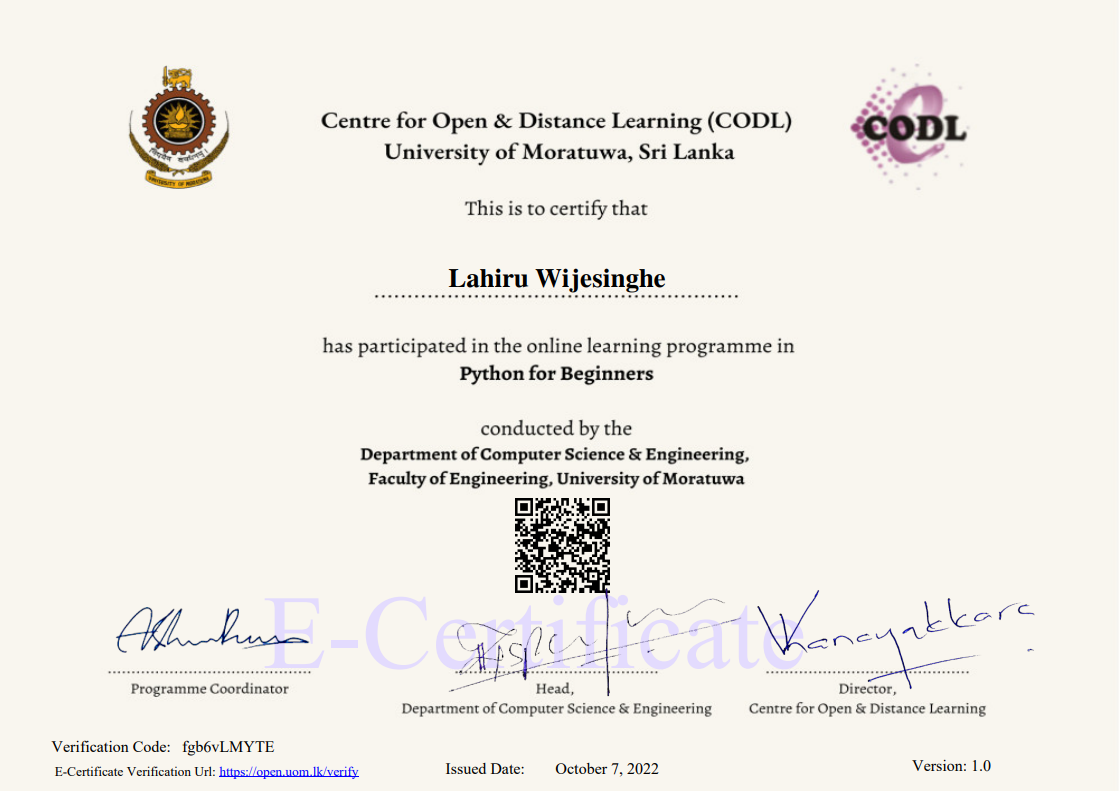 Centre for Open & Distance Learning (CODL)
University of Moratuwa, Sri Lanka
CODL
UNIVERSITY OF MORATUWA
This is to certify that
Lahiru Wijesinghe
has participated in the online learning programme in
Python for Beginners
conducted by the
Department of Computer Science & Engineering,
Faculty of Engineering, University of Moratuwa
E-Certificate
Programme Coordinator
Head,
Department of Computer Science & Engineering
Director,
Centre for Open & Distance Learning
Verification Code: fgb6vLMYTE
E-Certificate Verification Url: https://open.uom.lk/verify
Issued Date: October 7, 2022
Version: 1.0